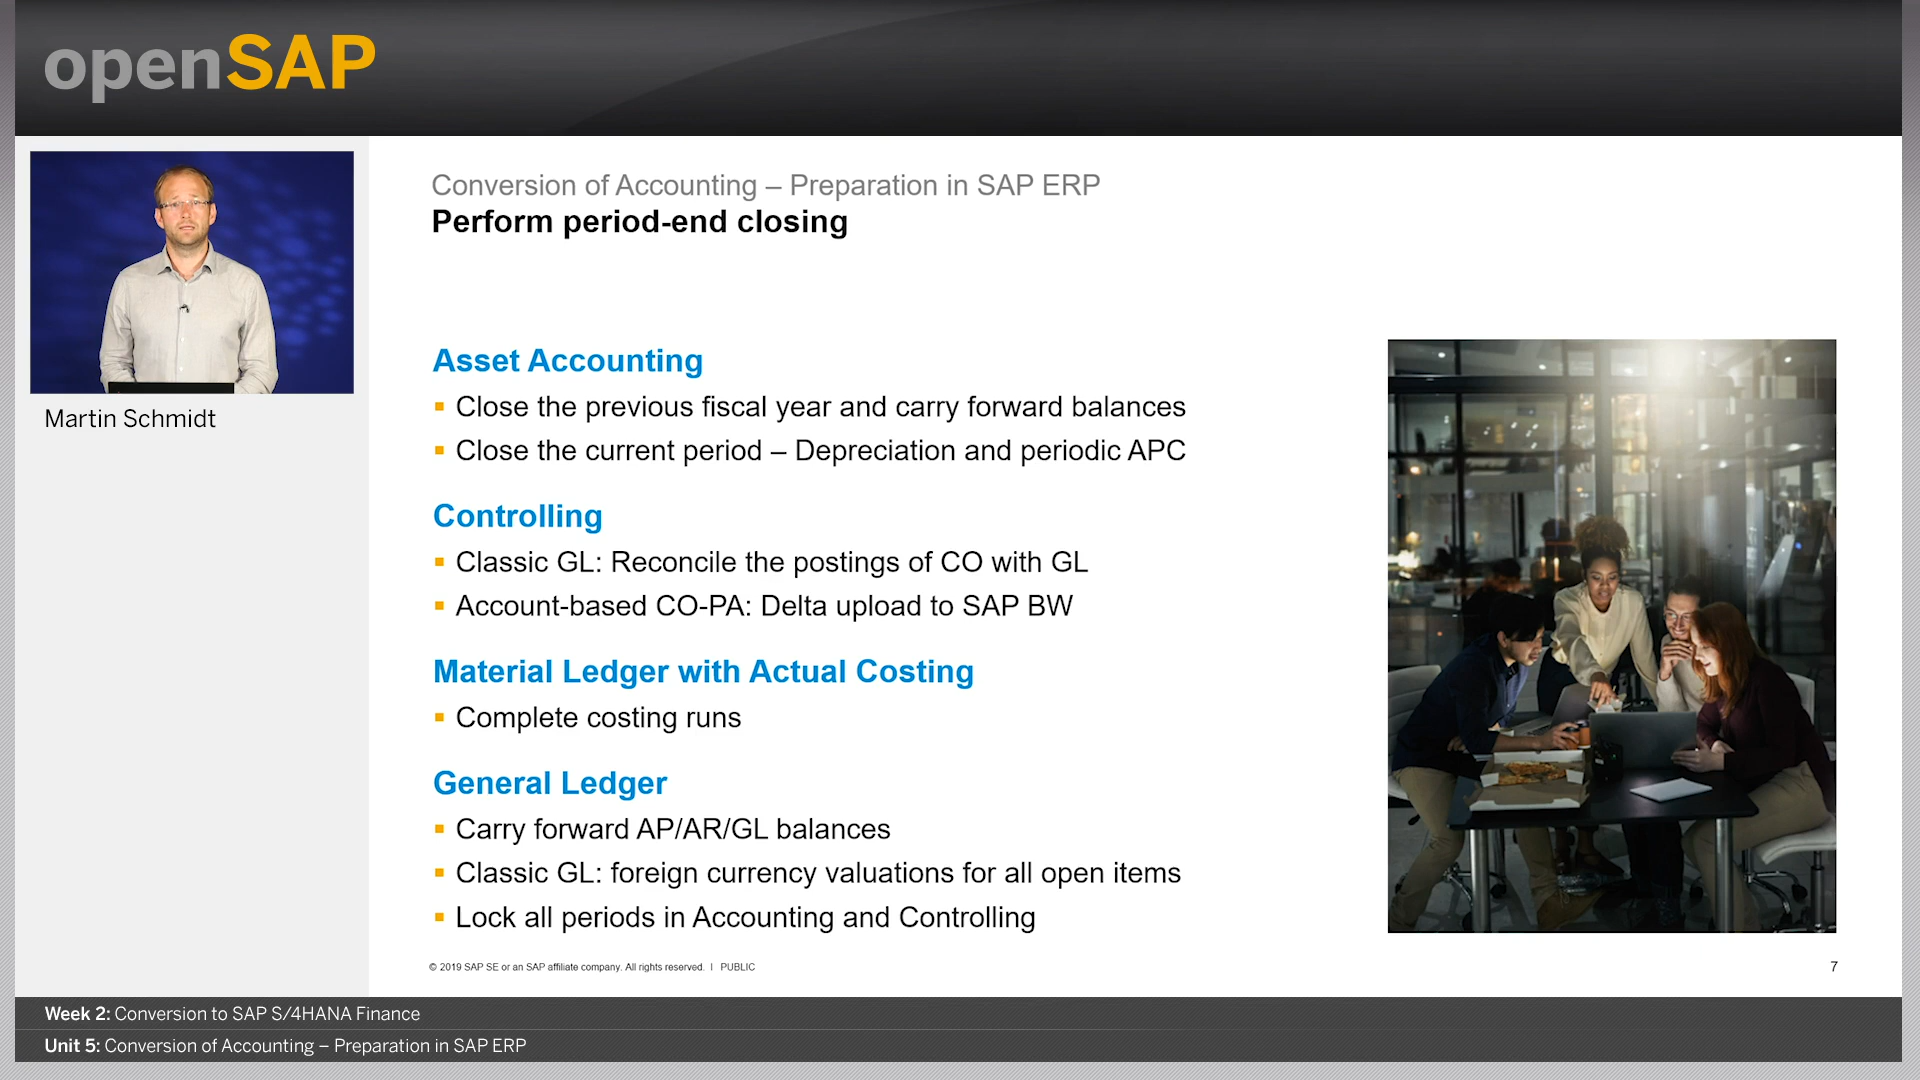 openSAP
Martin Schmidt
Conversion of Accounting – Preparation in SAP ERP
Perform period-end closing
Asset Accounting
▪ Close the previous fiscal year and carry forward balances
▪ Close the current period – Depreciation and periodic APC
Controlling
▪ Classic GL: Reconcile the postings of CO with GL
▪ Account-based CO-PA: Delta upload to SAP BW
Material Ledger with Actual Costing
▪ Complete costing runs
General Ledger
▪ Carry forward AP/AR/GL balances
▪ Classic GL: foreign currency valuations for all open items
▪ Lock all periods in Accounting and Controlling
© 2019 SAP SE or an SAP affiliate company. All rights reserved. I PUBLIC
7
Week 2: Conversion to SAP S/4HANA Finance
Unit 5: Conversion of Accounting – Preparation in SAP ERP